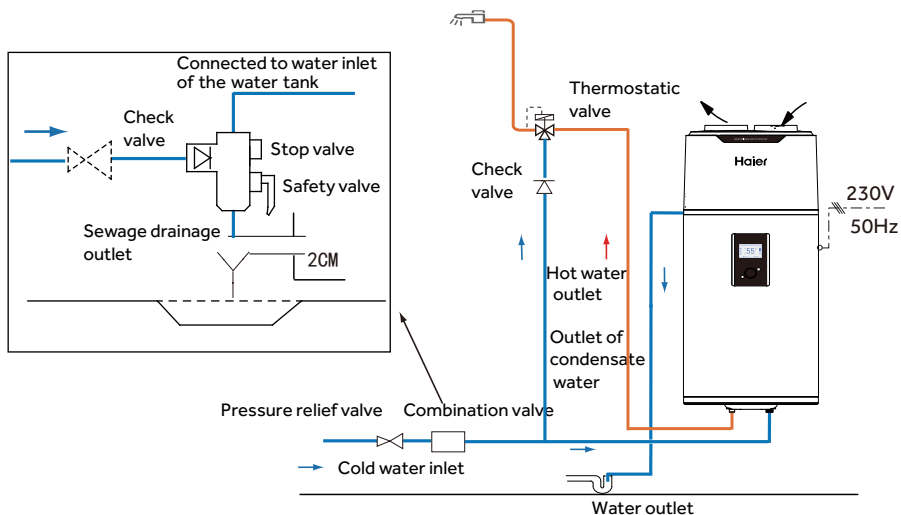 Connected to water inlet
of the water tank
Check
valve
Stop valve
Safety valve
Sewage drainage
outlet
2CM
Thermostatic
valve
Check
valve
Haier
230V
50Hz
55
Hot water
outlet
Outlet of
condensate
water
Pressure relief valve
Combination valve
Cold water inlet
Water outlet